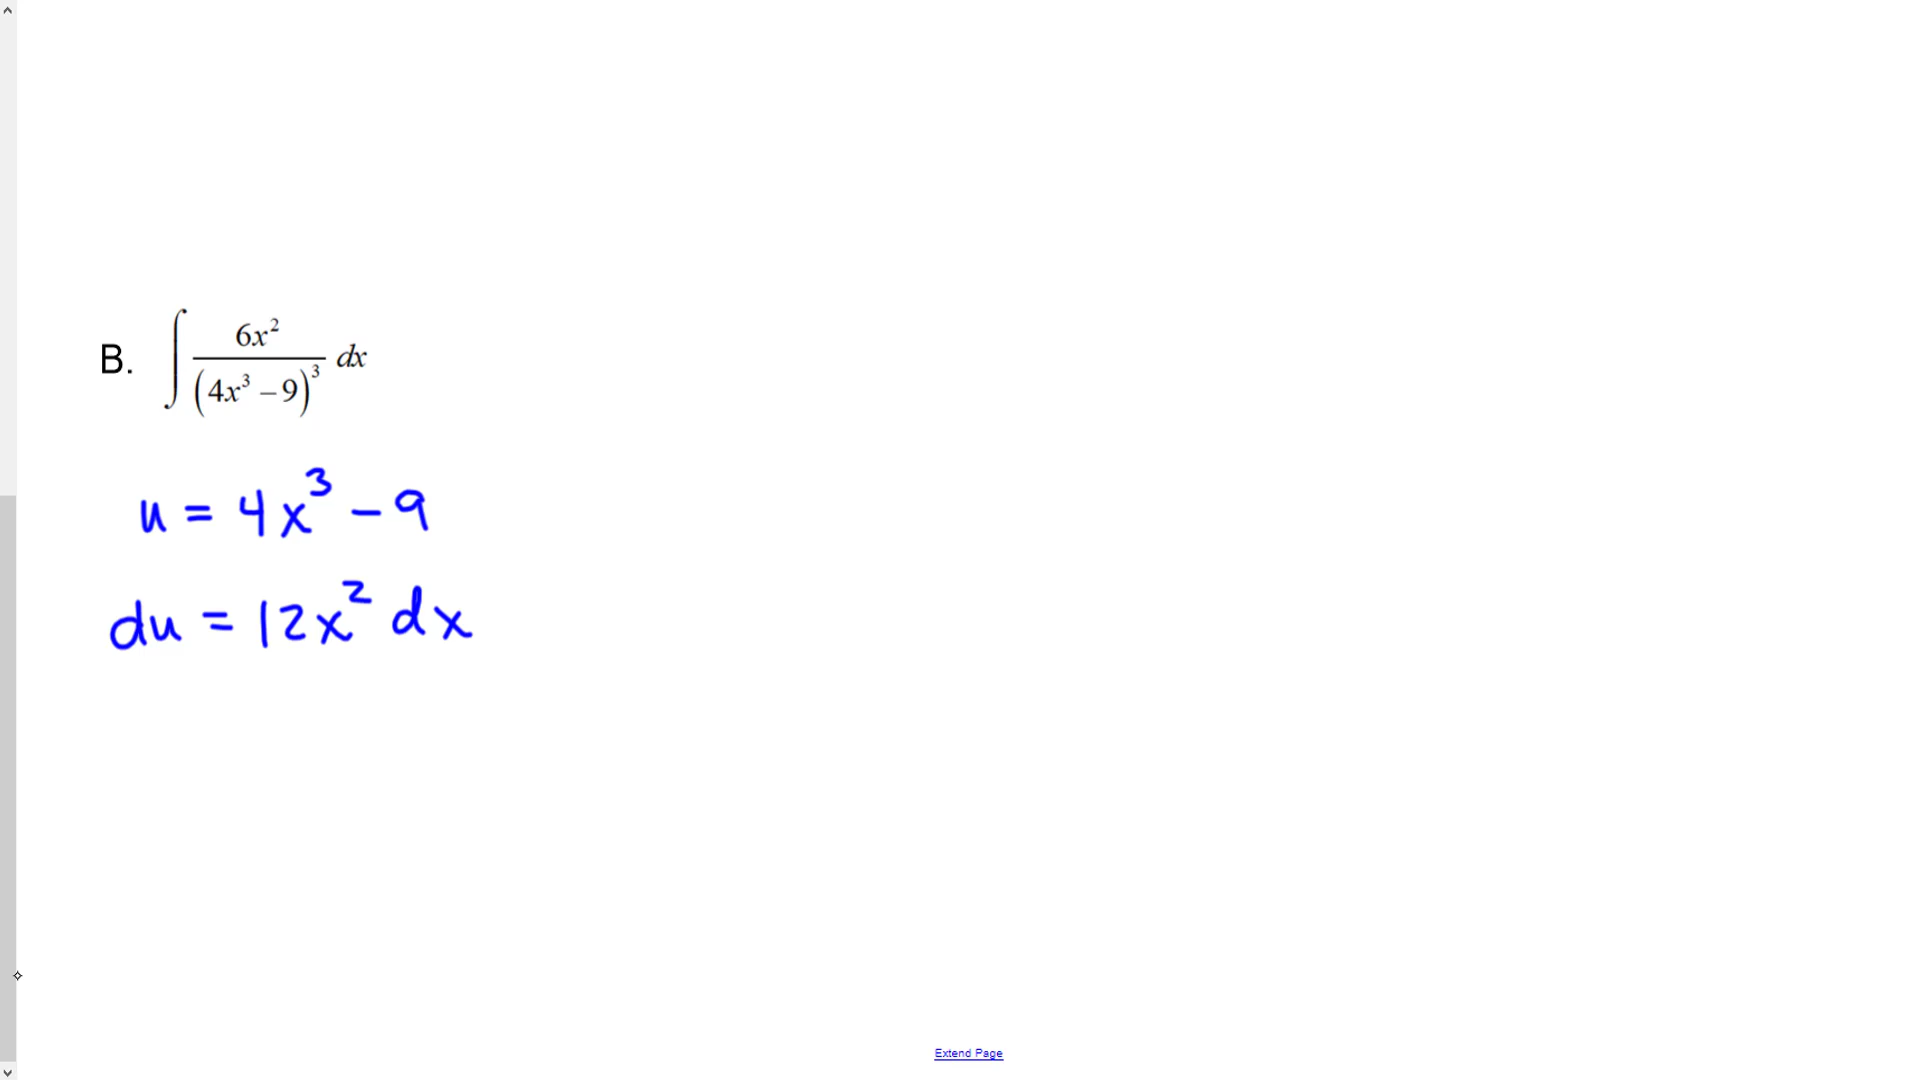 B. ∫ 6x² / (4x³ – 9)³ dx
u = 4x³ – 9
du = 12x² dx
Extend Page